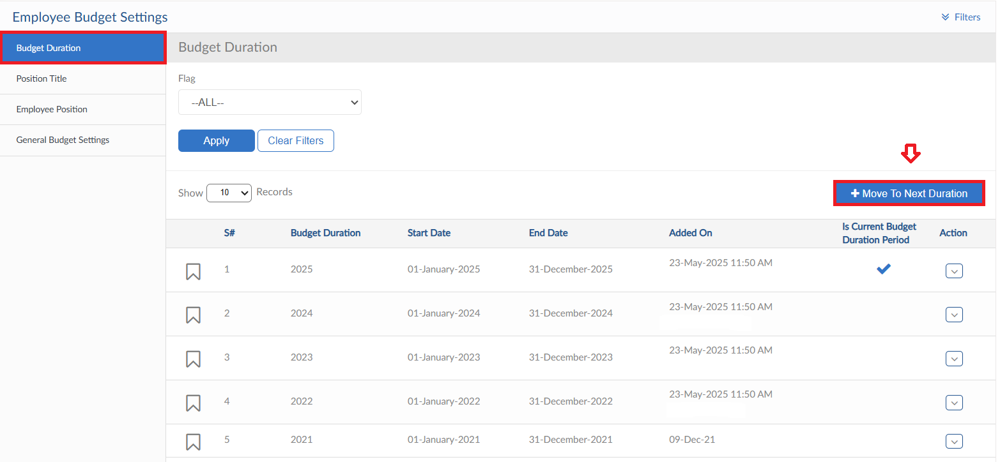 Employee Budget Settings
Filters
Budget Duration
Position Title
Employee Position
General Budget Settings
Budget Duration
Flag
--ALL--
Apply Clear Filters
Show 10 Records
Move To Next Duration
S# Budget Duration Start Date End Date Added On Is Current Budget Duration Period Action
1 2025 01-January-2025 31-December-2025 23-May-2025 11:50 AM
2 2024 01-January-2024 31-December-2024 23-May-2025 11:50 AM
3 2023 01-January-2023 31-December-2023 23-May-2025 11:50 AM
4 2022 01-January-2022 31-December-2022 23-May-2025 11:50 AM
5 2021 01-January-2021 31-December-2021 09-Dec-21